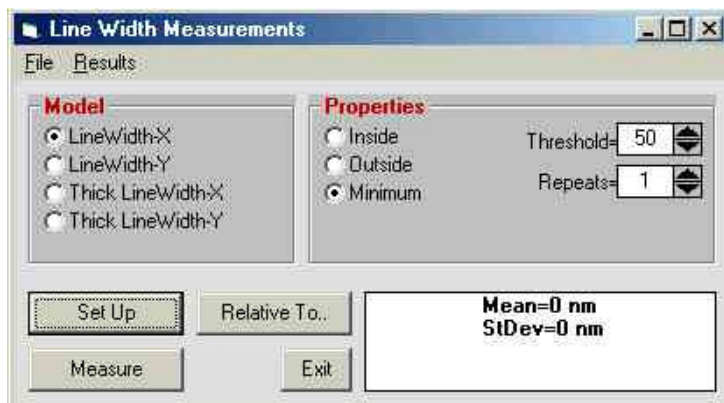 Line Width Measurements
File Results
Model
LineWidth-X
LineWidth-Y
Thick LineWidth-X
Thick LineWidth-Y
Properties
Inside
Outside
Minimum
Threshold= 50
Repeats= 1
Set Up
Relative To..
Measure
Exit
Mean=0 nm
StDev=0 nm